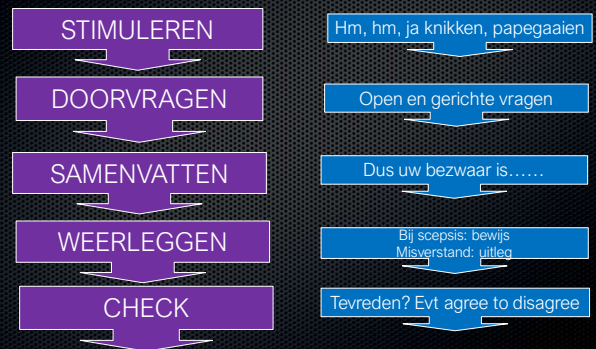 STIMULEREN
Hm, hm, ja knikken, papegaaien
DOORVRAGEN
Open en gerichte vragen
SAMENVATTEN
Dus uw bezwaar is……
WEERLEGGEN
Bij scepsis: bewijs
Misverstand: uitleg
CHECK
Tevreden? Evt agree to disagree